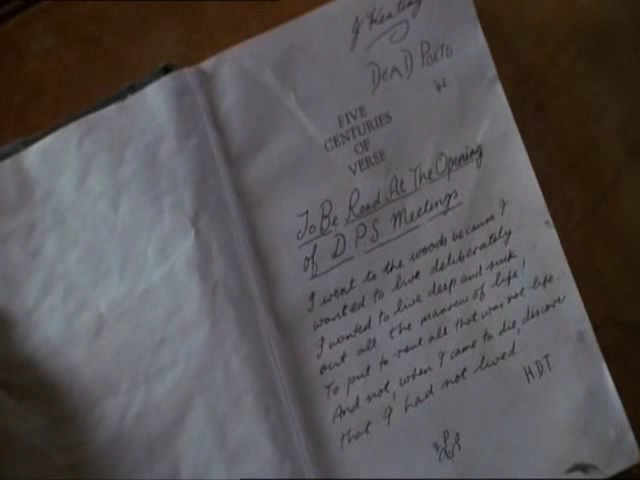 J Keating
DEAD POETS
FIVE
CENTURIES
OF
VERSE
To Be Read At The Opening
of D.P.S Meetings
I went to the woods because I
wanted to live deliberately
I wanted to live deep and suck
out all the marrow of life!
To put to rout all that was not life.
And not, when I came to die, discover
that I had not lived
HDT